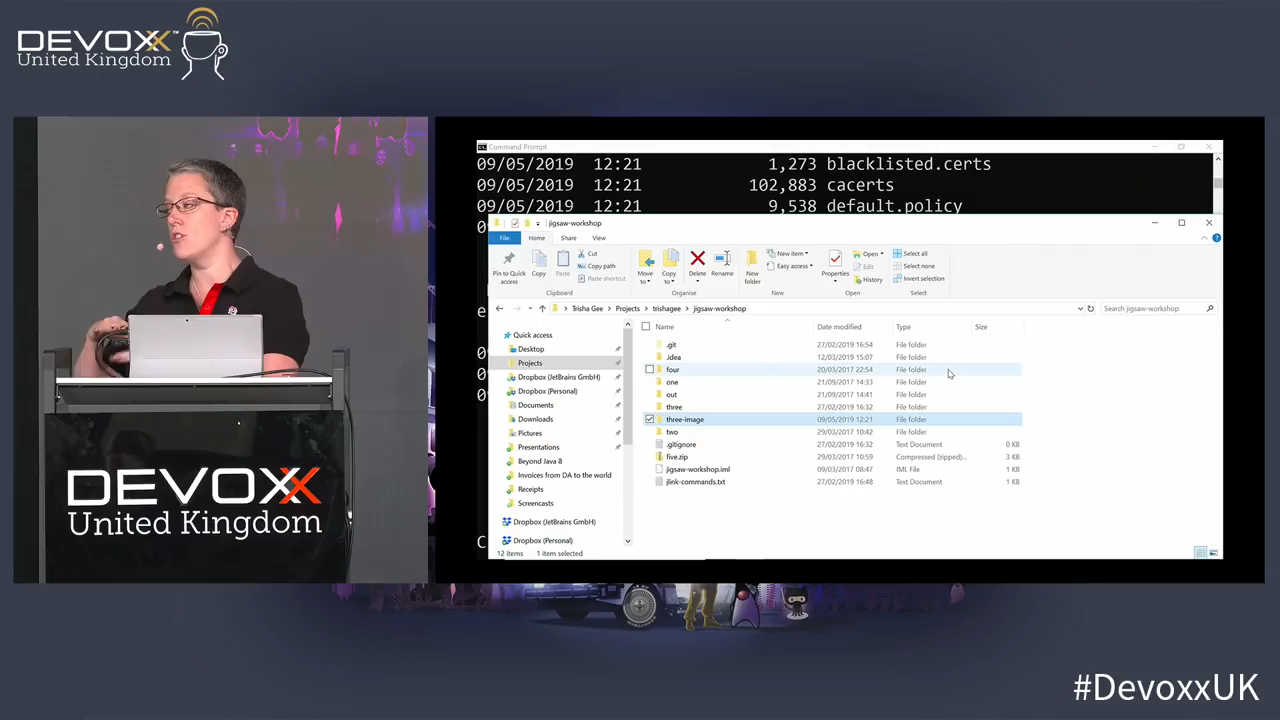 DEVOXX™
United Kingdom
Command Prompt
09/05/2019 12:21 1,273 blacklisted.certs
09/05/2019 12:21 102,883 cacerts
09/05/2019 12:21 9,538 default.policy
jigsaw-workshop
File Home Share View
Pin to Quick access
Copy
Paste
Cut
Copy path
Paste shortcut
Move to
Copy to
Delete
Rename
New folder
New item
Easy access
Properties
Open
Edit
History
Select all
Select none
Invert selection
Clipboard Organise New Open Select
Trisha Gee > Projects > trishagee > jigsaw-workshop
Search jigsaw-workshop
Quick access
Desktop
Projects
Dropbox (JetBrains GmbH)
Dropbox (Personal)
Documents
Downloads
Pictures
Presentations
Beyond Java 8
Invoices from DA to the world
Receipts
Screencasts
Dropbox (JetBrains GmbH)
Dropbox (Personal)
Name Date modified Type Size
.git 27/02/2019 16:54 File folder
.idea 12/03/2019 15:07 File folder
four 20/03/2017 22:54 File folder
one 21/09/2017 14:33 File folder
out 21/09/2017 14:41 File folder
three 27/02/2019 16:32 File folder
three-image 09/05/2019 12:21 File folder
two 29/03/2017 10:42 File folder
.gitignore 27/02/2019 16:32 Text Document 0 KB
five.zip 29/03/2017 10:59 Compressed (zipped)... 3 KB
jigsaw-workshop.iml 09/03/2017 08:47 IML File 1 KB
jlink-commands.txt 27/02/2019 16:48 Text Document 1 KB
12 items 1 item selected
DEVOXX
United Kingdom
#DevoxxUK